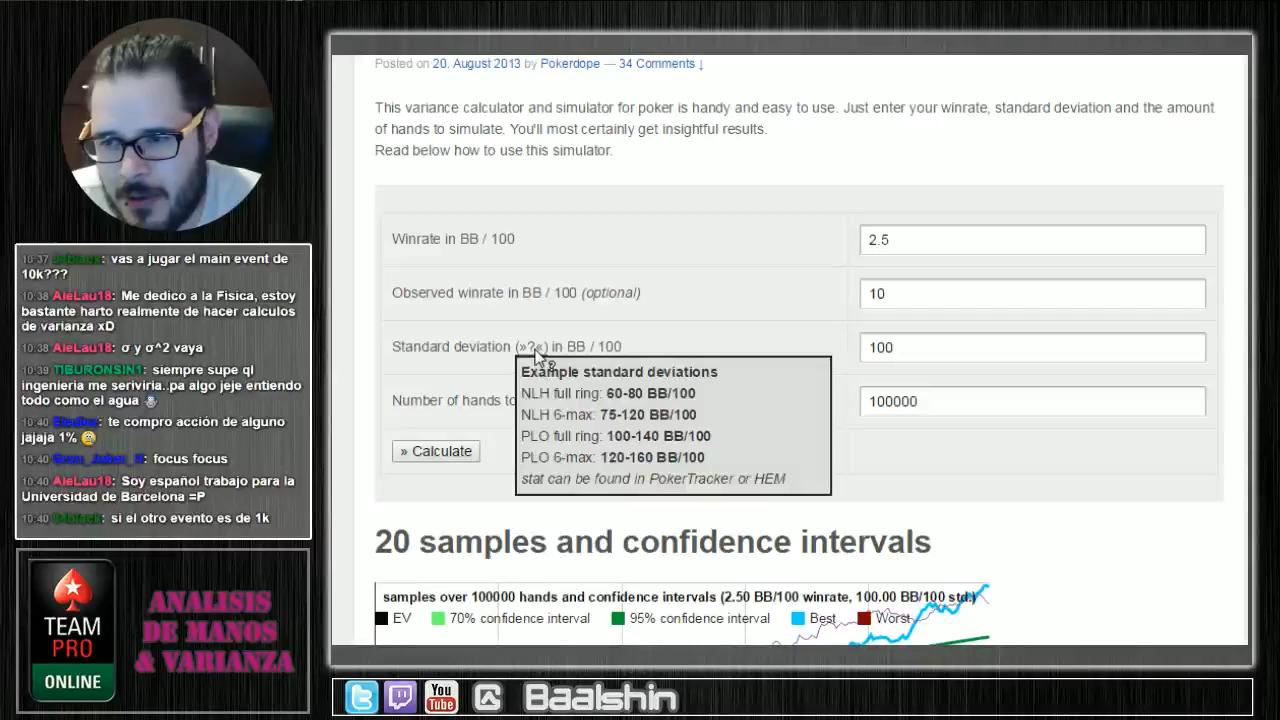 Posted on 20. August 2013 by Pokerdope — 34 Comments ↓
This variance calculator and simulator for poker is handy and easy to use. Just enter your winrate, standard deviation and the amount
of hands to simulate. You'll most certainly get insightful results.
Read below how to use this simulator.
Winrate in BB / 100
2.5
Observed winrate in BB / 100 (optional)
10
Standard deviation (»?«) in BB / 100
100
Example standard deviations
NLH full ring: 60-80 BB/100
NLH 6-max: 75-120 BB/100
PLO full ring: 100-140 BB/100
PLO 6-max: 120-160 BB/100
stat can be found in PokerTracker or HEM
Number of hands to
100000
» Calculate
20 samples and confidence intervals
samples over 100000 hands and confidence intervals (2.50 BB/100 winrate, 100.00 BB/100 std.)
EV 70% confidence interval 95% confidence interval Best Worst
10:37 : vas a jugar el main event de
10k???
10:38 AleLau18: Me dedico a la Fisica, estoy
bastante harto realmente de hacer calculos
de varianza xD
10:38 AleLau18: σ y σ^2 vaya
10:39 TIBURONSIN1: siempre supe ql
ingenieria me seriviria..pa algo jeje entiendo
todo como el agua
10:40 : te compro acción de alguno
jajaja 1%
10:40 : focus focus
10:40 AleLau18: Soy español trabajo para la
Universidad de Barcelona =P
10:40 : si el otro evento es de 1k
TEAM
PRO
ONLINE
ANALISIS
DE MANOS
& VARIANZA
You
Tube
Baalshin